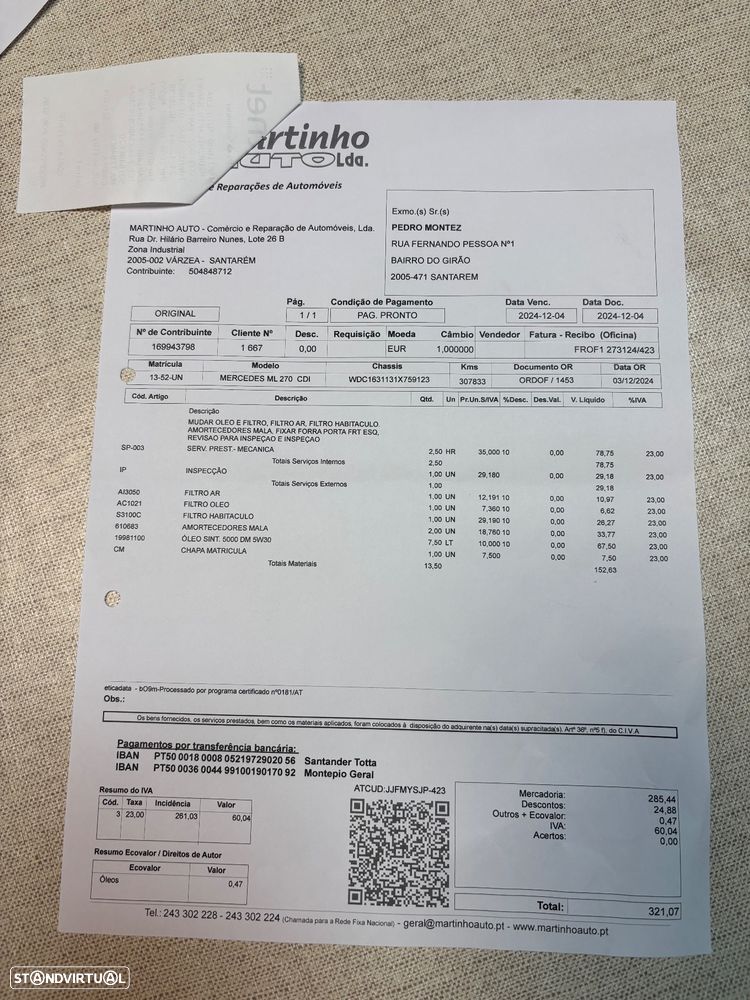 artinho
AUTO Lda.
e Reparações de Automóveis
MARTINHO AUTO - Comércio e Reparação de Automóveis, Lda.
Rua Dr. Hilário Barreiro Nunes, Lote 26 B
Zona Industrial
2005-002 VÁRZEA - SANTARÉM
Contribuinte: 504848712
Exmo.(s) Sr.(s)
PEDRO MONTEZ
RUA FERNANDO PESSOA Nº1
BAIRRO DO GIRÃO
2005-471 SANTAREM
Pág. Condição de Pagamento Data Venc. Data Doc.
ORIGINAL 1 / 1 PAG. PRONTO 2024-12-04 2024-12-04
Nº de Contribuinte Cliente Nº Desc. Requisição Moeda Câmbio Vendedor Fatura - Recibo (Oficina)
169943798 1 667 0,00 EUR 1,000000 FROF1 273124/423
Matrícula Modelo Chassis Kms Documento OR Data OR
13-52-UN MERCEDES ML 270 CDI WDC1631131X759123 307833 ORDOF / 1453 03/12/2024
Cód. Artigo Descrição Qtd. Un Pr.Un.S/IVA %Desc. Des.Val. V. Líquido %IVA
Descrição
MUDAR OLEO E FILTRO, FILTRO AR, FILTRO HABITACULO.
AMORTECEDORES MALA, FIXAR FORRA PORTA FRT ESQ,
REVISAO PARA INSPEÇAO E INSPEÇAO
SP-003 SERV. PREST.- MECANICA 2,50 HR 35,000 10 0,00 78,75 23,00
Totais Serviços Internos 2,50 78,75
IP INSPECÇÃO 1,00 UN 29,180 0,00 29,18 23,00
Totais Serviços Externos 1,00 29,18
AI3050 FILTRO AR 1,00 UN 12,191 10 0,00 10,97 23,00
AC1021 FILTRO OLEO 1,00 UN 7,360 10 0,00 6,62 23,00
S3100C FILTRO HABITACULO 1,00 UN 29,190 10 0,00 26,27 23,00
610683 AMORTECEDORES MALA 2,00 UN 18,760 10 0,00 33,77 23,00
19981100 ÓLEO SINT. 5000 DM 5W30 7,50 LT 10,000 10 0,00 67,50 23,00
CM CHAPA MATRICULA 1,00 UN 7,500 0,00 7,50 23,00
Totais Materiais 13,50 152,63
eticadata - bO9m-Processado por programa certificado nº0181/AT
Obs.:
Os bens fornecidos, os serviços prestados, bem como os materiais aplicados, foram colocados à disposição do adquirente na(s) data(s) supracitada(s). Artº 36º, nº5 f), do C.I.V.A
Pagamentos por transferência bancária:
IBAN PT50 0018 0008 05219729020 56 Santander Totta
IBAN PT50 0036 0044 99100190170 92 Montepio Geral
Resumo do IVA
Cód. Taxa Incidência Valor
3 23,00 261,03 60,04
Resumo Ecovalor / Direitos de Autor
Ecovalor Valor
Óleos 0,47
ATCUD:JJFMYSJP-423
Mercadoria: 285,44
Descontos: 24,88
Outros + Ecovalor: 0,47
IVA: 60,04
Acertos: 0,00
Total: 321,07
Tel.: 243 302 228 - 243 302 224 (Chamada para a Rede Fixa Nacional) - geral@martinhoauto.pt - www.martinhoauto.pt
STANDVIRTUAL